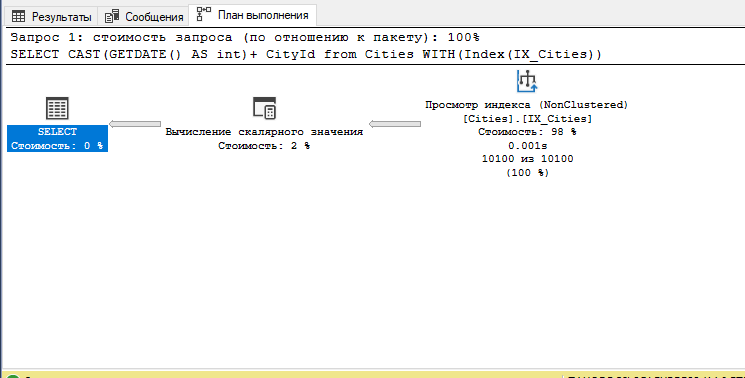 Результаты Сообщения План выполнения
Запрос 1: стоимость запроса (по отношению к пакету): 100%
SELECT CAST(GETDATE() AS int)+ CityId from Cities WITH(Index(IX_Cities))
SELECT
Стоимость: 0 %
Вычисление скалярного значения
Стоимость: 2 %
Просмотр индекса (NonClustered)
[Cities].[IX_Cities]
Стоимость: 98 %
0.001s
10100 из 10100
(100 %)